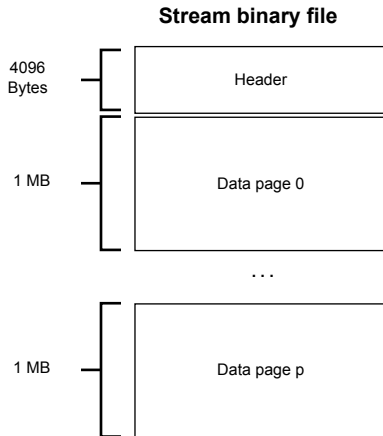 Stream binary file
4096
Bytes
Header
1 MB
Data page 0
...
1 MB
Data page p